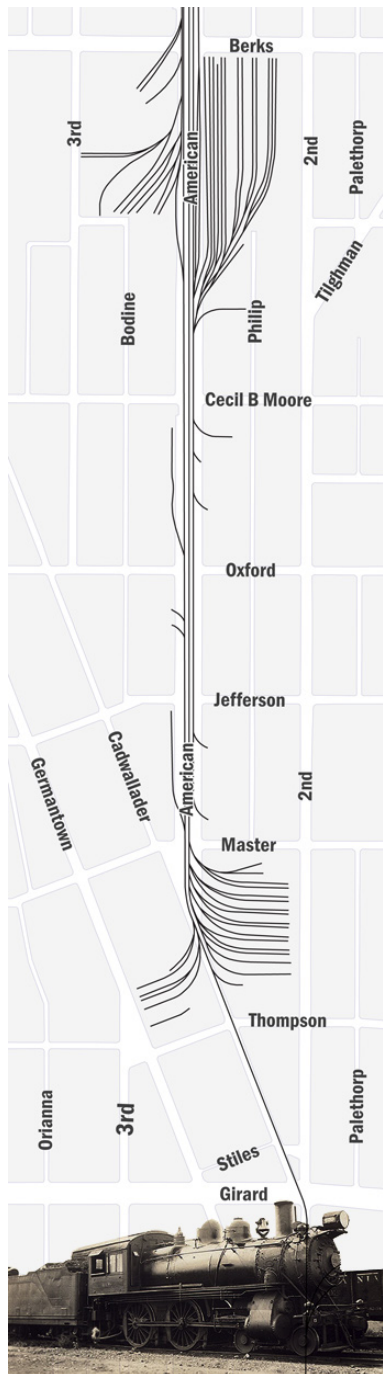 Berks
3rd
American
2nd
Palethorp
Tilghman
Bodine
Philip
Cecil B Moore
Oxford
Jefferson
American
Cadwallader
Germantown
2nd
Master
Thompson
Orianna
3rd
Palethorp
Stiles
Girard